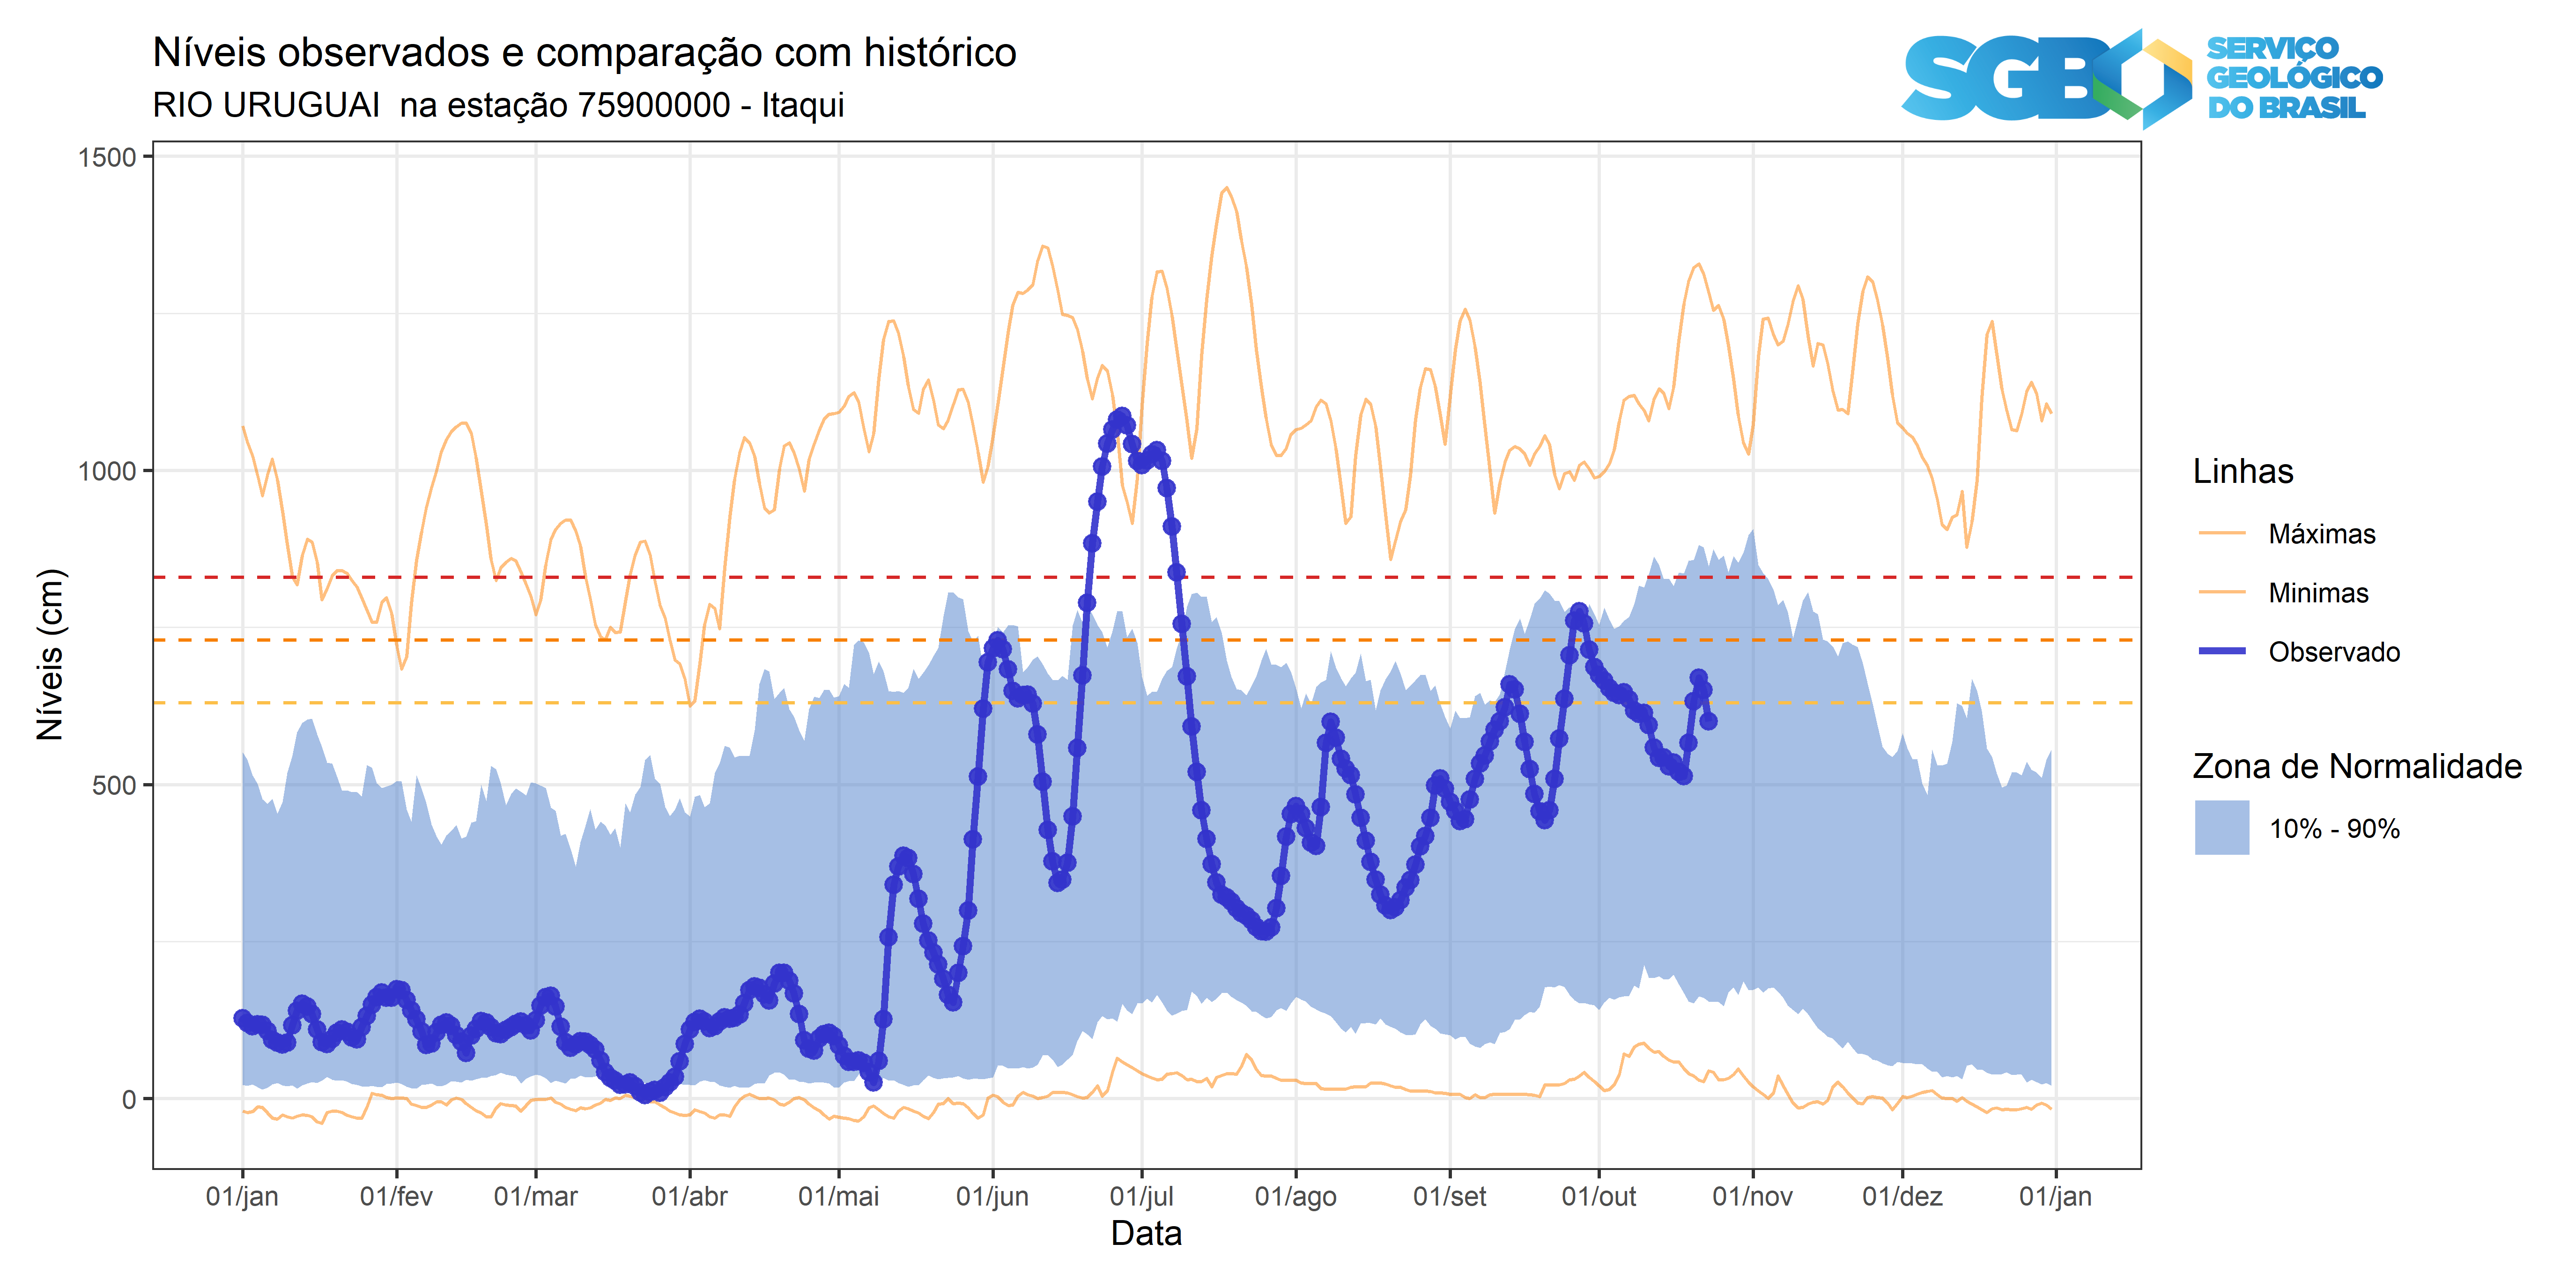 Níveis observados e comparação com histórico
RIO URUGUAI  na estação 75900000 - Itaqui
SGB
SERVIÇO
GEOLÓGICO
DO BRASIL
Níveis (cm)
1500
1000
500
0
01/jan
01/fev
01/mar
01/abr
01/mai
01/jun
01/jul
01/ago
01/set
01/out
01/nov
01/dez
01/jan
Data
Linhas
Máximas
Minimas
Observado
Zona de Normalidade
10% - 90%